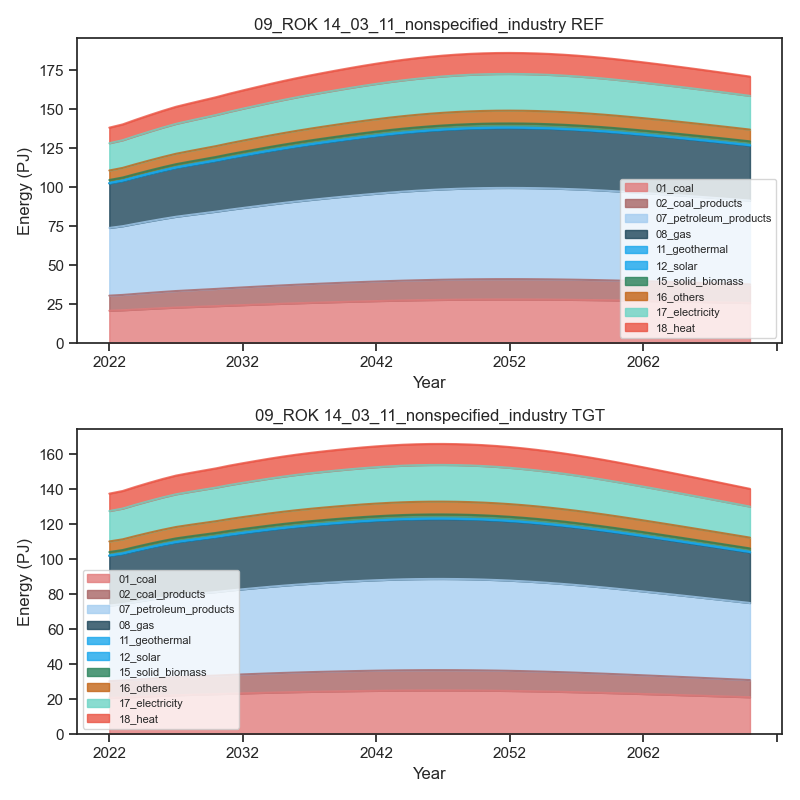 09_ROK 14_03_11_nonspecified_industry REF
Energy (PJ)
175
150
125
100
75
50
25
0
01_coal
02_coal_products
07_petroleum_products
08_gas
11_geothermal
12_solar
15_solid_biomass
16_others
17_electricity
18_heat
2022 2032 2042 2052 2062
Year
09_ROK 14_03_11_nonspecified_industry TGT
Energy (PJ)
160
140
120
100
80
60
40
20
0
01_coal
02_coal_products
07_petroleum_products
08_gas
11_geothermal
12_solar
15_solid_biomass
16_others
17_electricity
18_heat
2022 2032 2042 2052 2062
Year